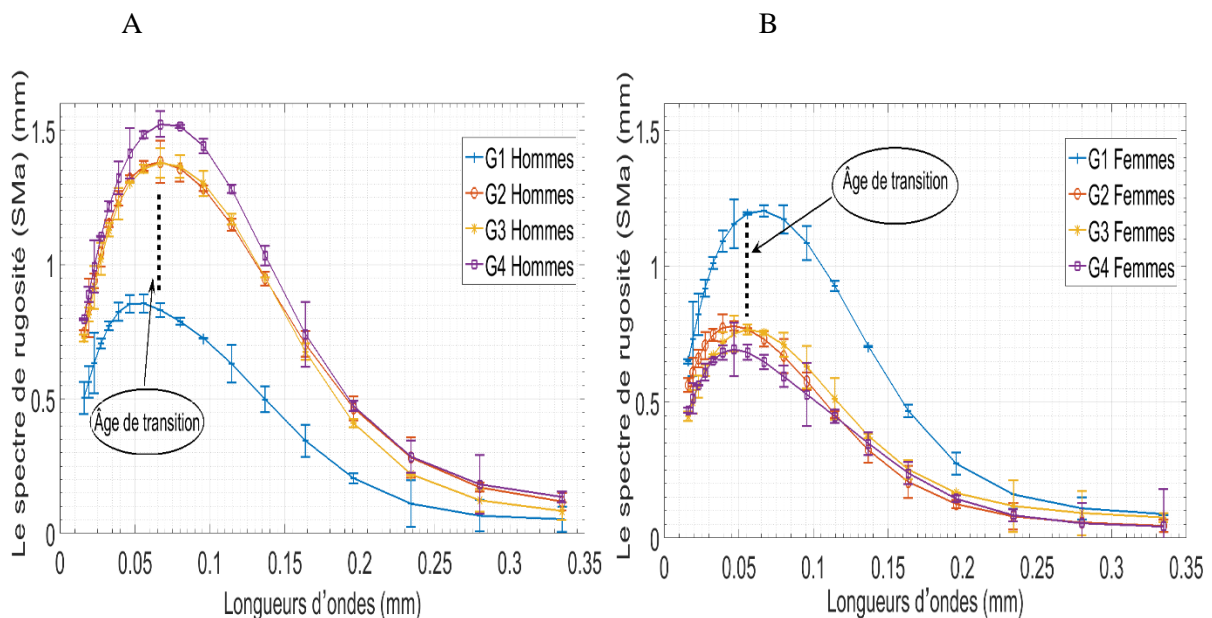 A
B
Le spectre de rugosité (SMa) (mm)
1.5
1
0.5
0
G1 Hommes
G2 Hommes
G3 Hommes
G4 Hommes
Âge de transition
0 0.05 0.1 0.15 0.2 0.25 0.3 0.35
Longueurs d'ondes (mm)
Le spectre de rugosité (SMa) (mm)
1.5
1
0.5
0
Âge de transition
G1 Femmes
G2 Femmes
G3 Femmes
G4 Femmes
0 0.05 0.1 0.15 0.2 0.25 0.3 0.35
Longueurs d'ondes (mm)